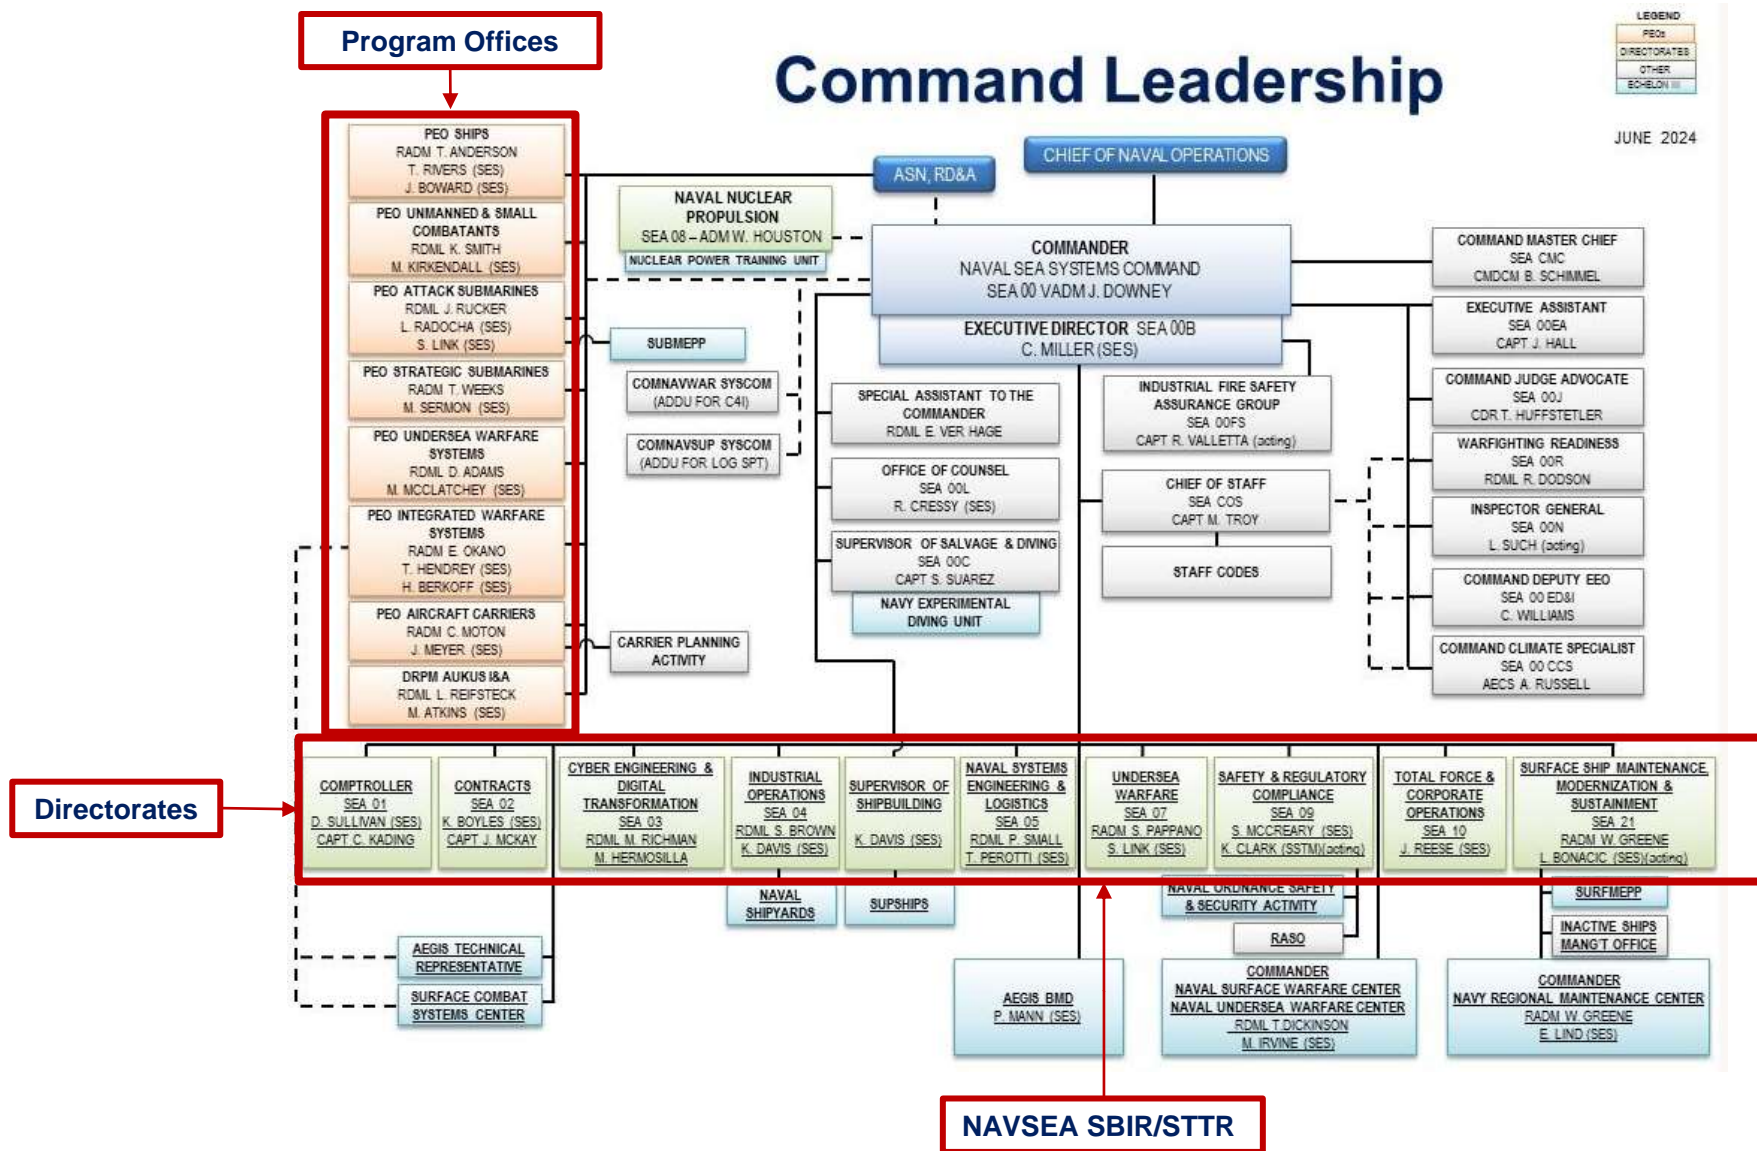 Program Offices
Command Leadership
LEGEND
PEOs
DIRECTORATES
OTHER
ECHELON III
JUNE 2024
PEO SHIPS
RADM T. ANDERSON
T. RIVERS (SES)
J. BOWARD (SES)
PEO UNMANNED & SMALL
COMBATANTS
RDML K. SMITH
M. KIRKENDALL (SES)
PEO ATTACK SUBMARINES
RDML J. RUCKER
L. RADOCHA (SES)
S. LINK (SES)
PEO STRATEGIC SUBMARINES
RADM T. WEEKS
M. SERMON (SES)
PEO UNDERSEA WARFARE
SYSTEMS
RDML D. ADAMS
M. MCCLATCHEY (SES)
PEO INTEGRATED WARFARE
SYSTEMS
RADM E. OKANO
T. HENDREY (SES)
H. BERKOFF (SES)
PEO AIRCRAFT CARRIERS
RADM C. MOTON
J. MEYER (SES)
DRPM AUKUS I&A
RDML L. REIFSTECK
M. ATKINS (SES)
ASN, RD&A
CHIEF OF NAVAL OPERATIONS
NAVAL NUCLEAR
PROPULSION
SEA 08 – ADM W. HOUSTON
NUCLEAR POWER TRAINING UNIT
COMMANDER
NAVAL SEA SYSTEMS COMMAND
SEA 00 VADM J. DOWNEY
EXECUTIVE DIRECTOR SEA 00B
C. MILLER (SES)
SUBMEPP
COMNAVWAR SYSCOM
(ADDU FOR C4I)
COMNAVSUP SYSCOM
(ADDU FOR LOG SPT)
CARRIER PLANNING
ACTIVITY
SPECIAL ASSISTANT TO THE
COMMANDER
RDML E. VER HAGE
OFFICE OF COUNSEL
SEA 00L
R. CRESSY (SES)
SUPERVISOR OF SALVAGE & DIVING
SEA 00C
CAPT S. SUAREZ
NAVY EXPERIMENTAL
DIVING UNIT
INDUSTRIAL FIRE SAFETY
ASSURANCE GROUP
SEA 00FS
CAPT R. VALLETTA (acting)
CHIEF OF STAFF
SEA COS
CAPT M. TROY
STAFF CODES
COMMAND MASTER CHIEF
SEA CMC
CMDCM B. SCHIMMEL
EXECUTIVE ASSISTANT
SEA 00EA
CAPT J. HALL
COMMAND JUDGE ADVOCATE
SEA 00J
CDR T. HUFFSTETLER
WARFIGHTING READINESS
SEA 00R
RDML R. DODSON
INSPECTOR GENERAL
SEA 00N
L. SUCH (acting)
COMMAND DEPUTY EEO
SEA 00 ED&I
C. WILLIAMS
COMMAND CLIMATE SPECIALIST
SEA 00 CCS
AECS A. RUSSELL
Directorates
COMPTROLLER
SEA 01
D. SULLIVAN (SES)
CAPT C. KADING
CONTRACTS
SEA 02
K. BOYLES (SES)
CAPT J. MCKAY
CYBER ENGINEERING &
DIGITAL
TRANSFORMATION
SEA 03
RDML M. RICHMAN
M. HERMOSILLA
INDUSTRIAL
OPERATIONS
SEA 04
RDML S. BROWN
K. DAVIS (SES)
SUPERVISOR OF
SHIPBUILDING
K. DAVIS (SES)
NAVAL SYSTEMS
ENGINEERING &
LOGISTICS
SEA 05
RDML P. SMALL
T. PEROTTI (SES)
UNDERSEA
WARFARE
SEA 07
RADM S. PAPPANO
S. LINK (SES)
SAFETY & REGULATORY
COMPLIANCE
SEA 09
S. MCCREARY (SES)
K. CLARK (SSTM)(acting)
TOTAL FORCE &
CORPORATE
OPERATIONS
SEA 10
J. REESE (SES)
SURFACE SHIP MAINTENANCE,
MODERNIZATION &
SUSTAINMENT
SEA 21
RADM W. GREENE
L. BONACIC (SES)(acting)
NAVAL
SHIPYARDS
SUPSHIPS
NAVAL ORDNANCE SAFETY
& SECURITY ACTIVITY
RASO
SURFMEPP
INACTIVE SHIPS
MANG'T OFFICE
AEGIS TECHNICAL
REPRESENTATIVE
SURFACE COMBAT
SYSTEMS CENTER
AEGIS BMD
P. MANN (SES)
COMMANDER
NAVAL SURFACE WARFARE CENTER
NAVAL UNDERSEA WARFARE CENTER
RDML T.DICKINSON
M. IRVINE (SES)
COMMANDER
NAVY REGIONAL MAINTENANCE CENTER
RADM W. GREENE
E. LIND (SES)
NAVSEA SBIR/STTR